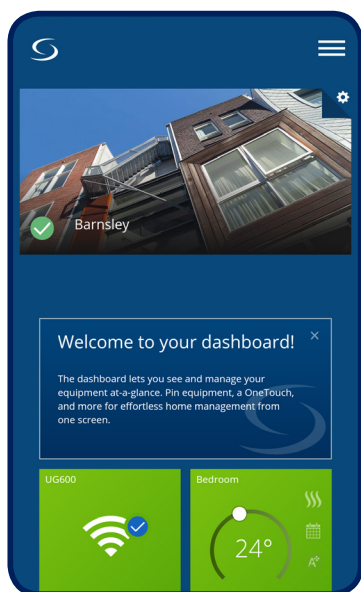 Barnsley
Welcome to your dashboard!
The dashboard lets you see and manage your
equipment at-a-glance. Pin equipment, a OneTouch,
and more for effortless home management from
one screen.
UG600
Bedroom
24°